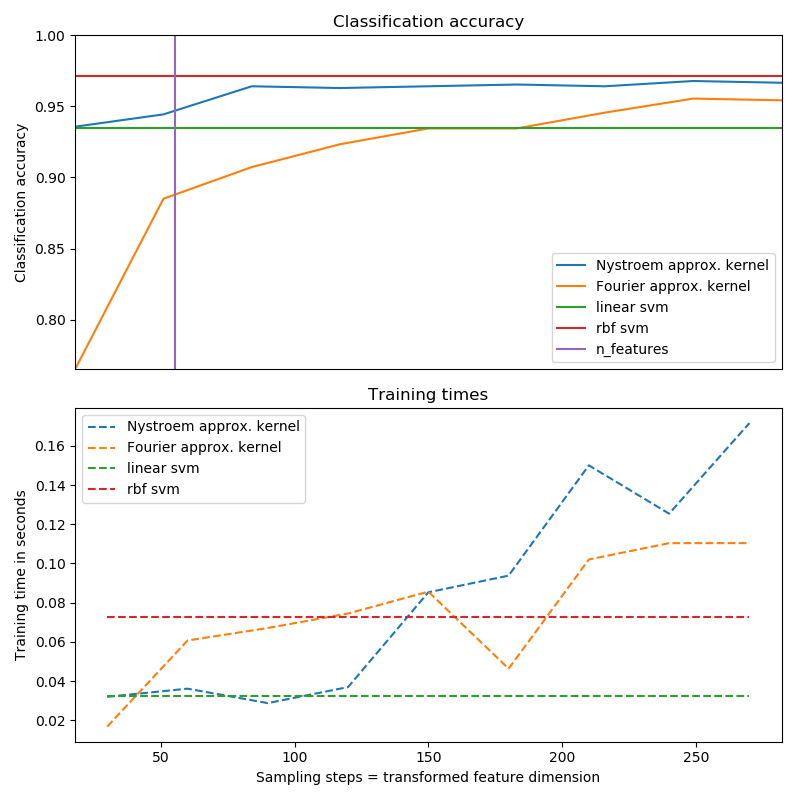 Classification accuracy
1.00
0.95
0.90
0.85
0.80
Classification accuracy
Nystroem approx. kernel
Fourier approx. kernel
linear svm
rbf svm
n_features
Training times
0.16
0.14
0.12
0.10
0.08
0.06
0.04
0.02
Training time in seconds
Nystroem approx. kernel
Fourier approx. kernel
linear svm
rbf svm
50 100 150 200 250
Sampling steps = transformed feature dimension